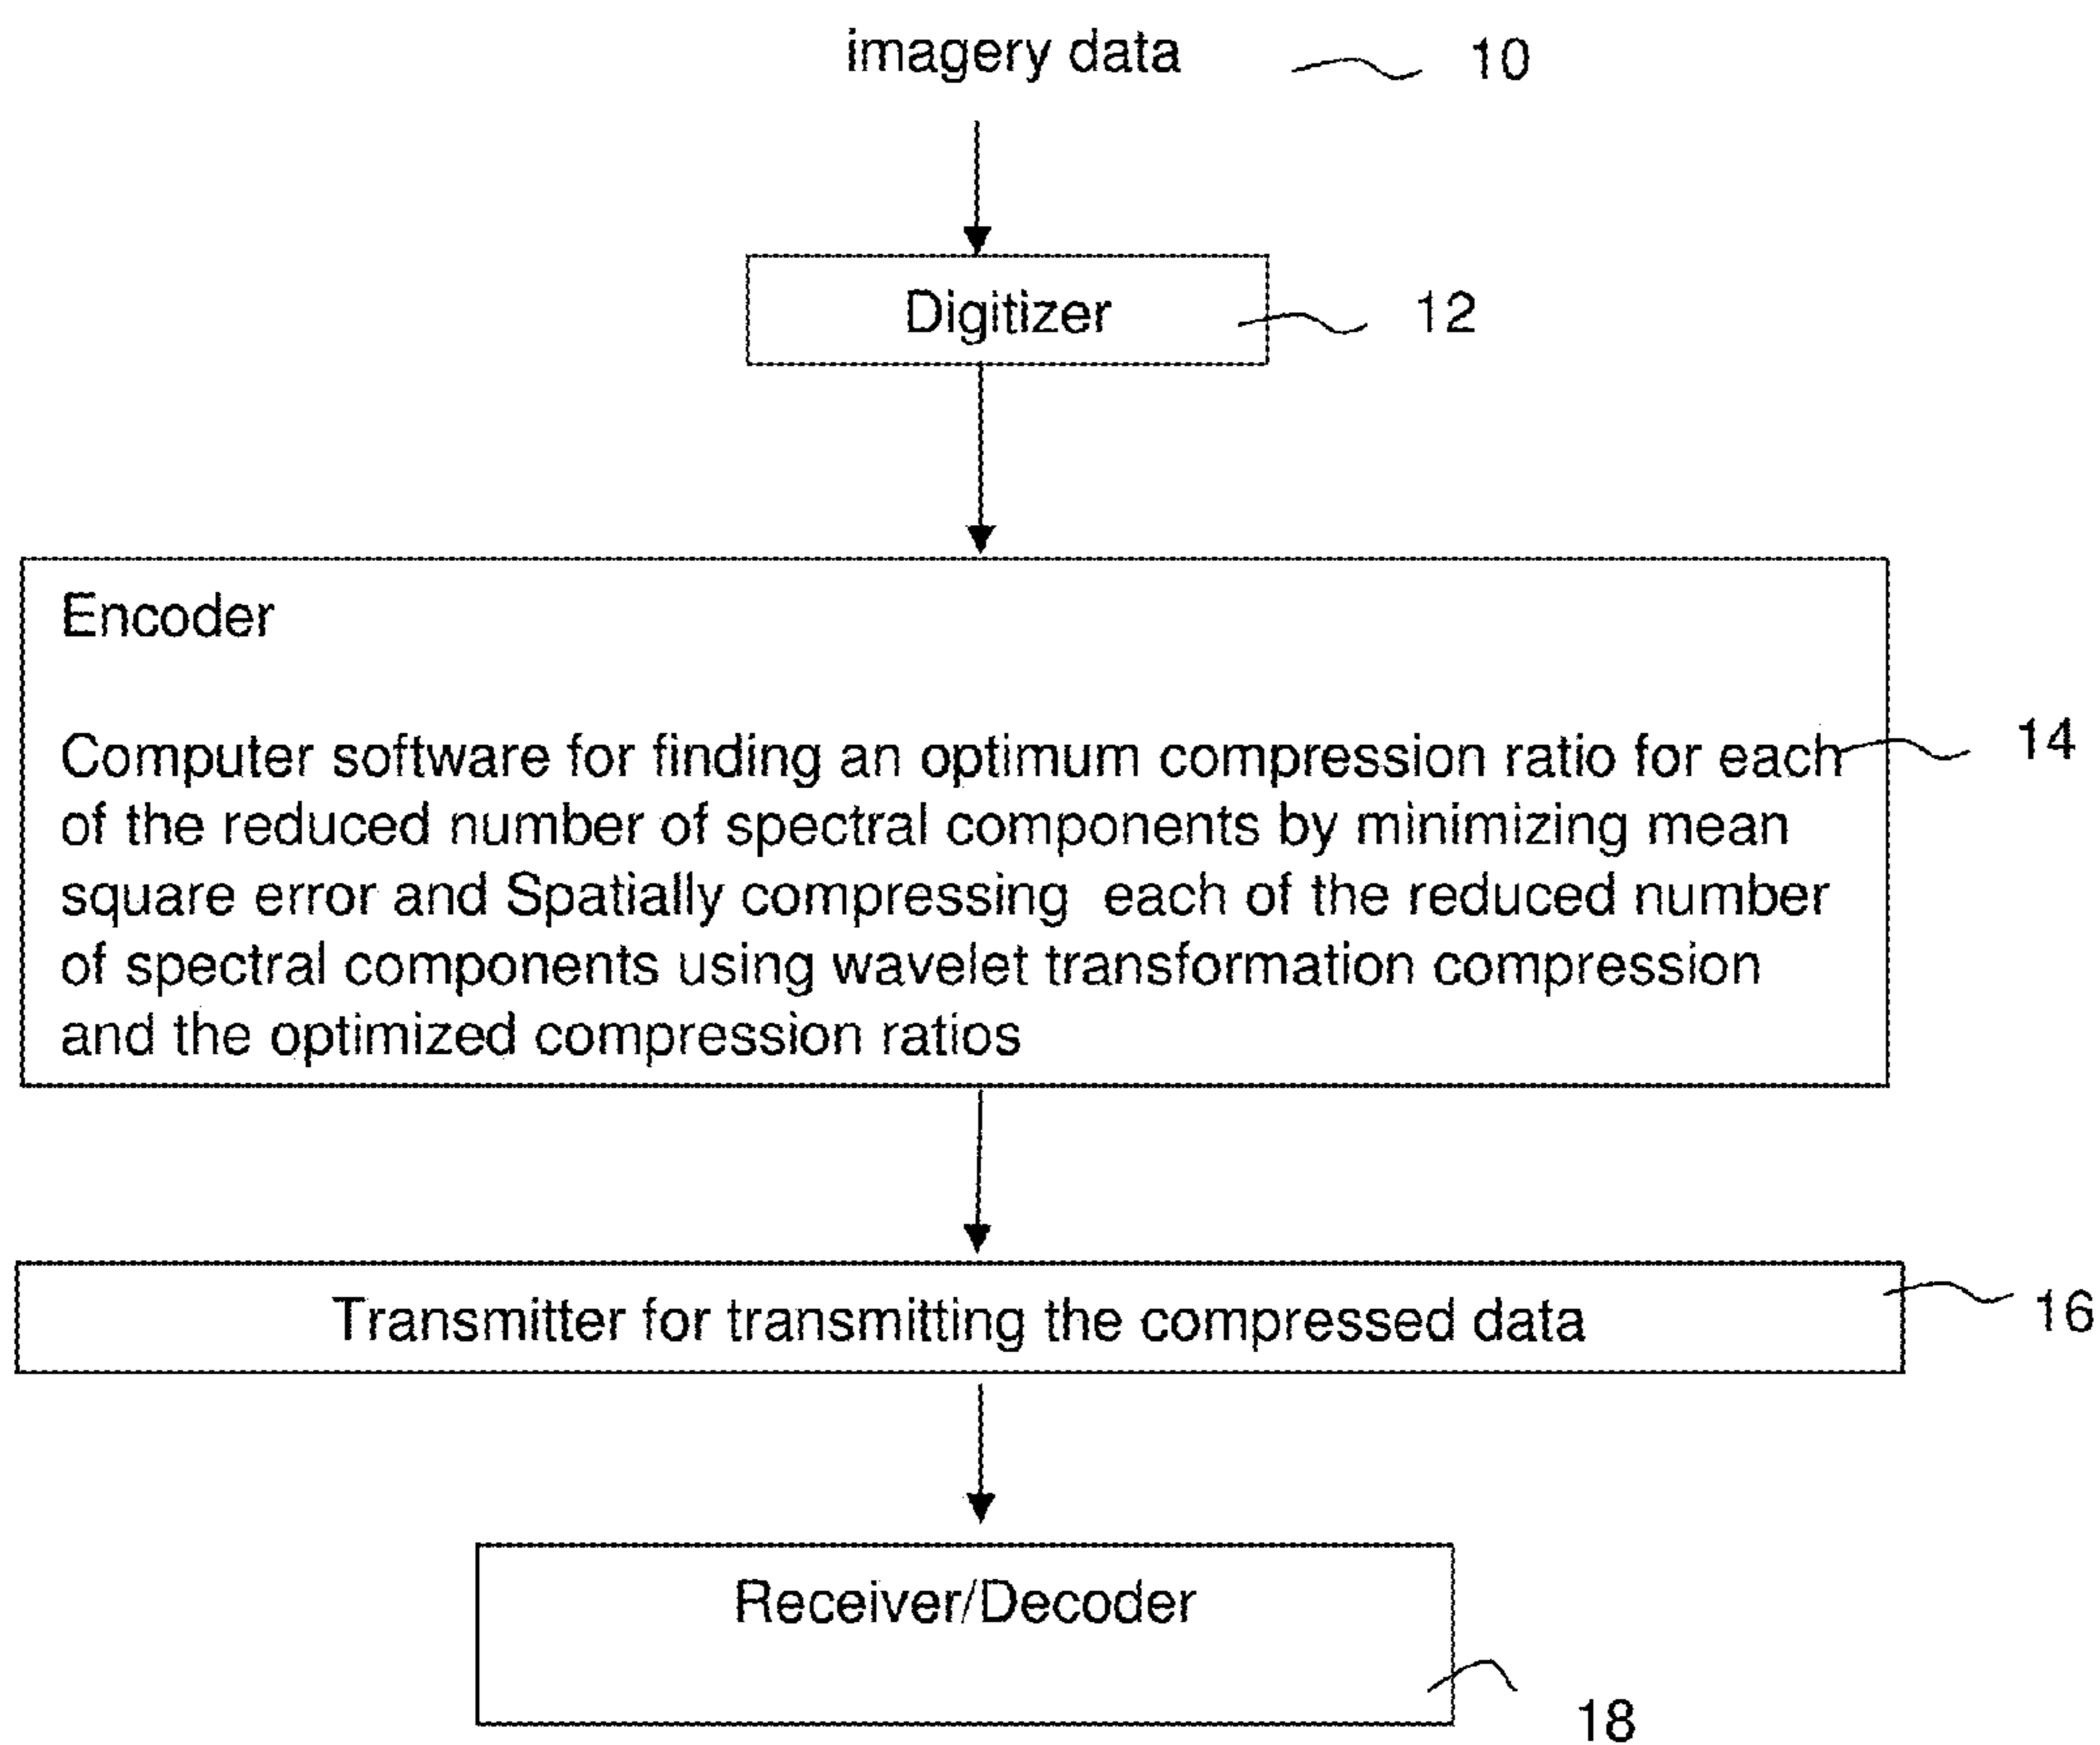 imagery data 10
Digitizer 12
Encoder
Computer software for finding an optimum compression ratio for each 14
of the reduced number of spectral components by minimizing mean
square error and Spatially compressing each of the reduced number
of spectral components using wavelet transformation compression
and the optimized compression ratios
Transmitter for transmitting the compressed data 16
Receiver/Decoder
18